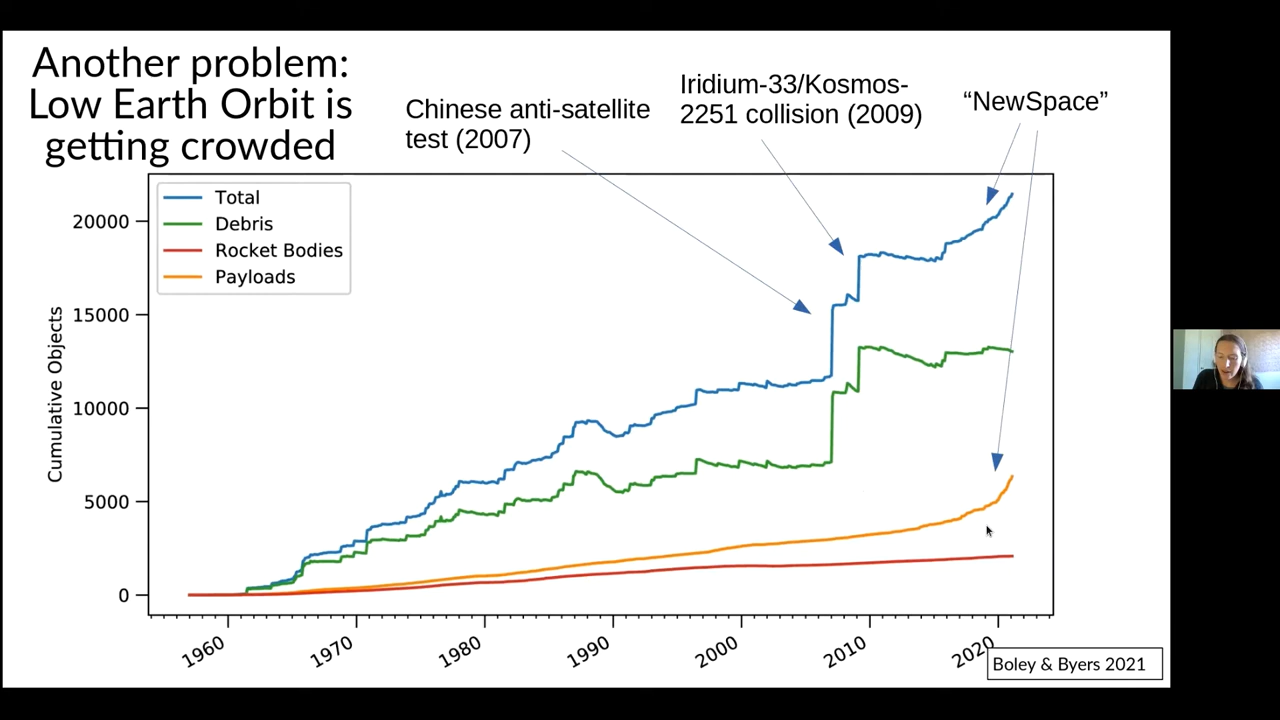 Another problem:
Low Earth Orbit is
getting crowded
Chinese anti-satellite
test (2007)
Iridium-33/Kosmos-
2251 collision (2009)
“NewSpace”
Total
Debris
Rocket Bodies
Payloads
Cumulative Objects
20000
15000
10000
5000
0
1960
1970
1980
1990
2000
2010
2020
Boley & Byers 2021